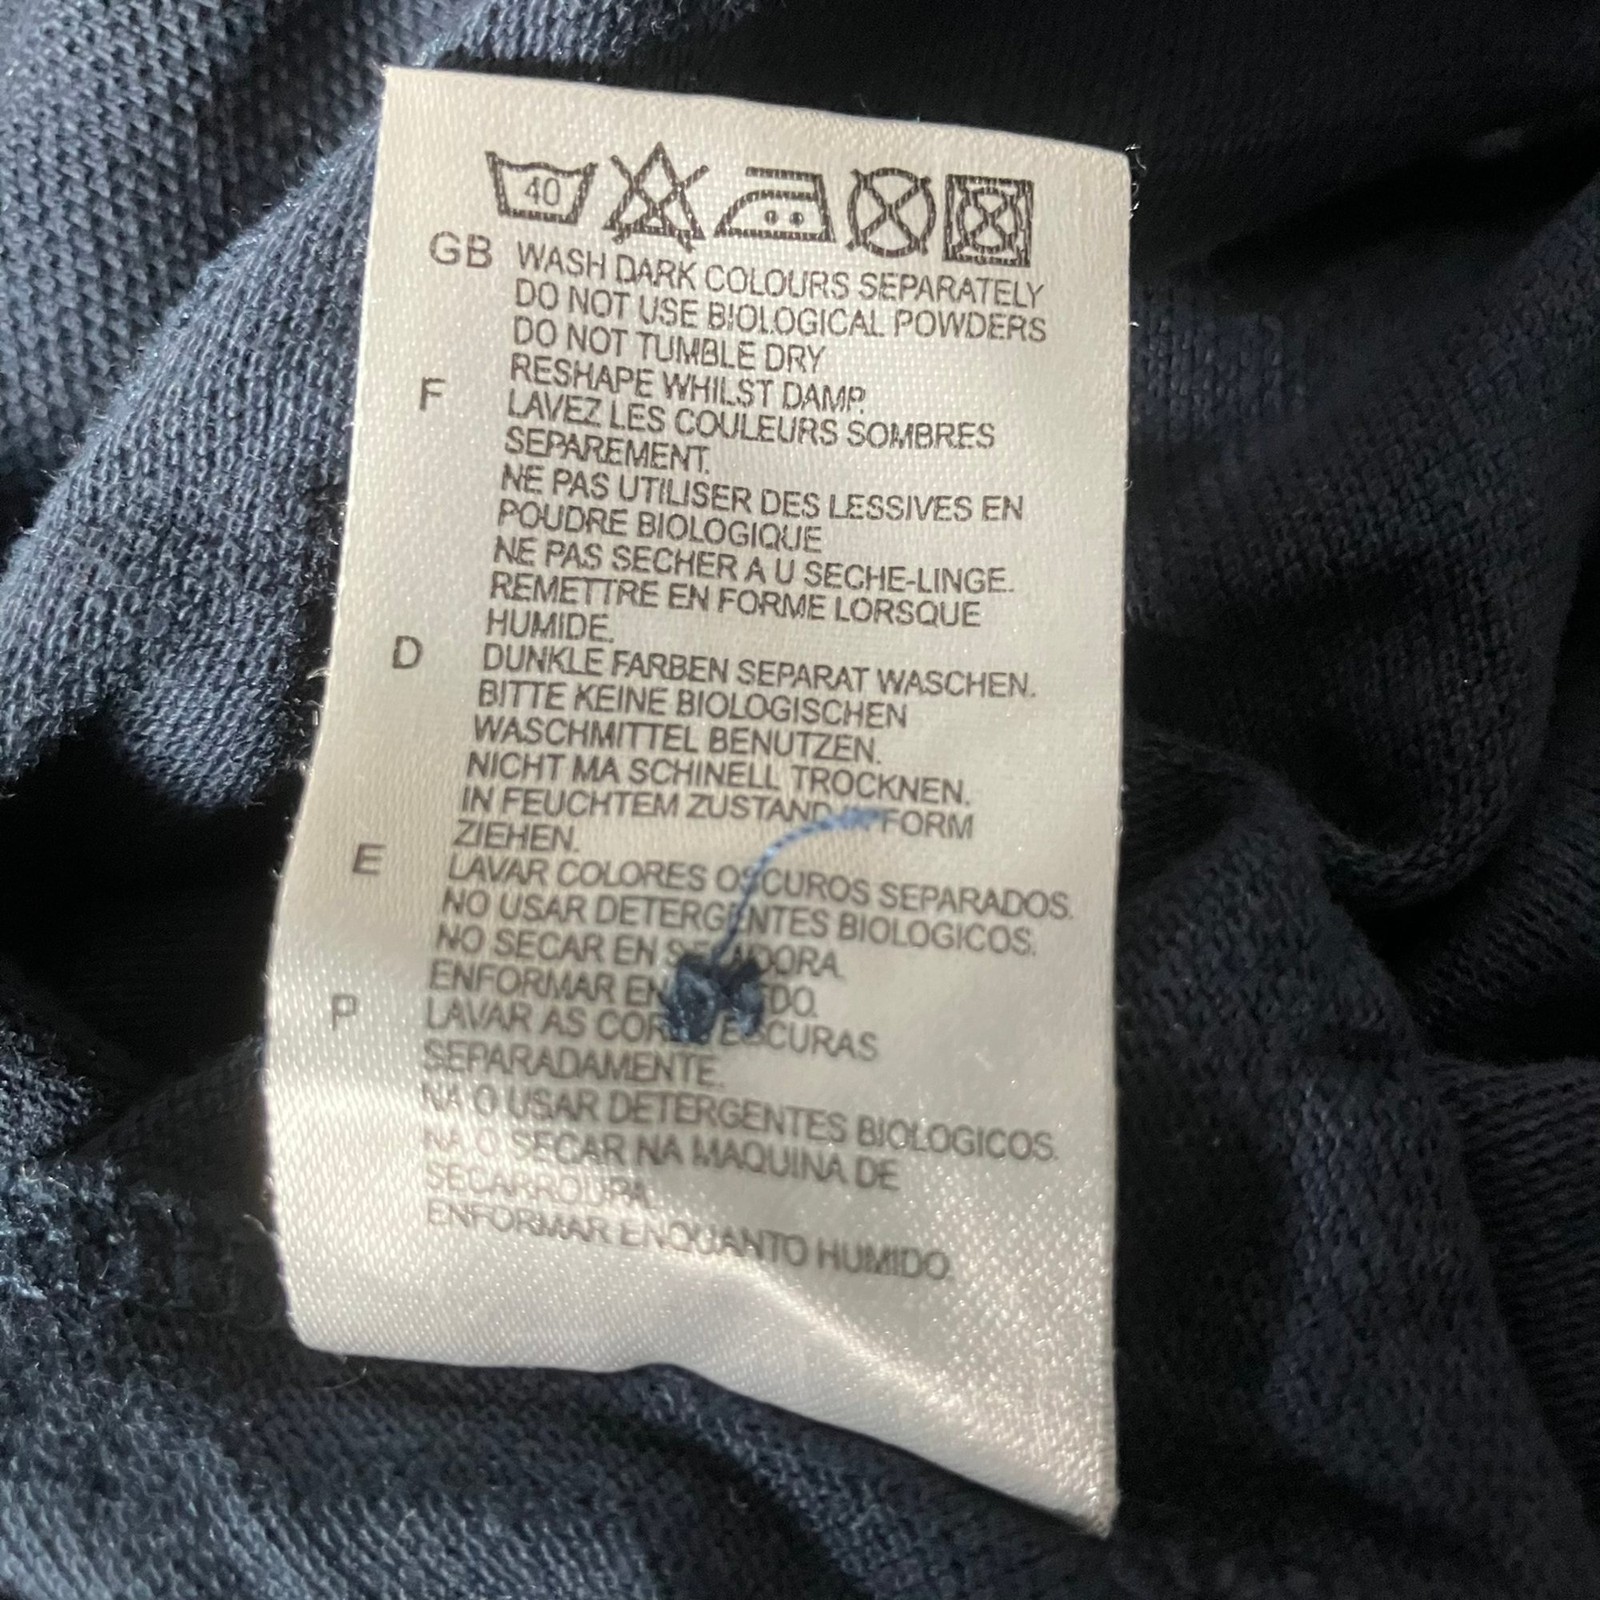 40
GB WASH DARK COLOURS SEPARATELY
DO NOT USE BIOLOGICAL POWDERS
DO NOT TUMBLE DRY
RESHAPE WHILST DAMP.
F LAVEZ LES COULEURS SOMBRES
SEPAREMENT.
NE PAS UTILISER DES LESSIVES EN
POUDRE BIOLOGIQUE
NE PAS SECHER A U SECHE-LINGE.
REMETTRE EN FORME LORSQUE
HUMIDE.
D DUNKLE FARBEN SEPARAT WASCHEN.
BITTE KEINE BIOLOGISCHEN
WASCHMITTEL BENUTZEN.
NICHT MA SCHINELL TROCKNEN.
IN FEUCHTEM ZUSTAND FORM
ZIEHEN.
E LAVAR COLORES OSCUROS SEPARADOS.
NO USAR DETERGENTES BIOLOGICOS.
NO SECAR EN
ENFORMAR EN
P LAVAR AS ESCURAS
SEPARADAMENTE.
NA O USAR DETERGENTES BIOLOGICOS.
NA O SECAR NA MAQUINA DE
SECARROUPA.
ENFORMAR ENQUANTO HUMIDO.